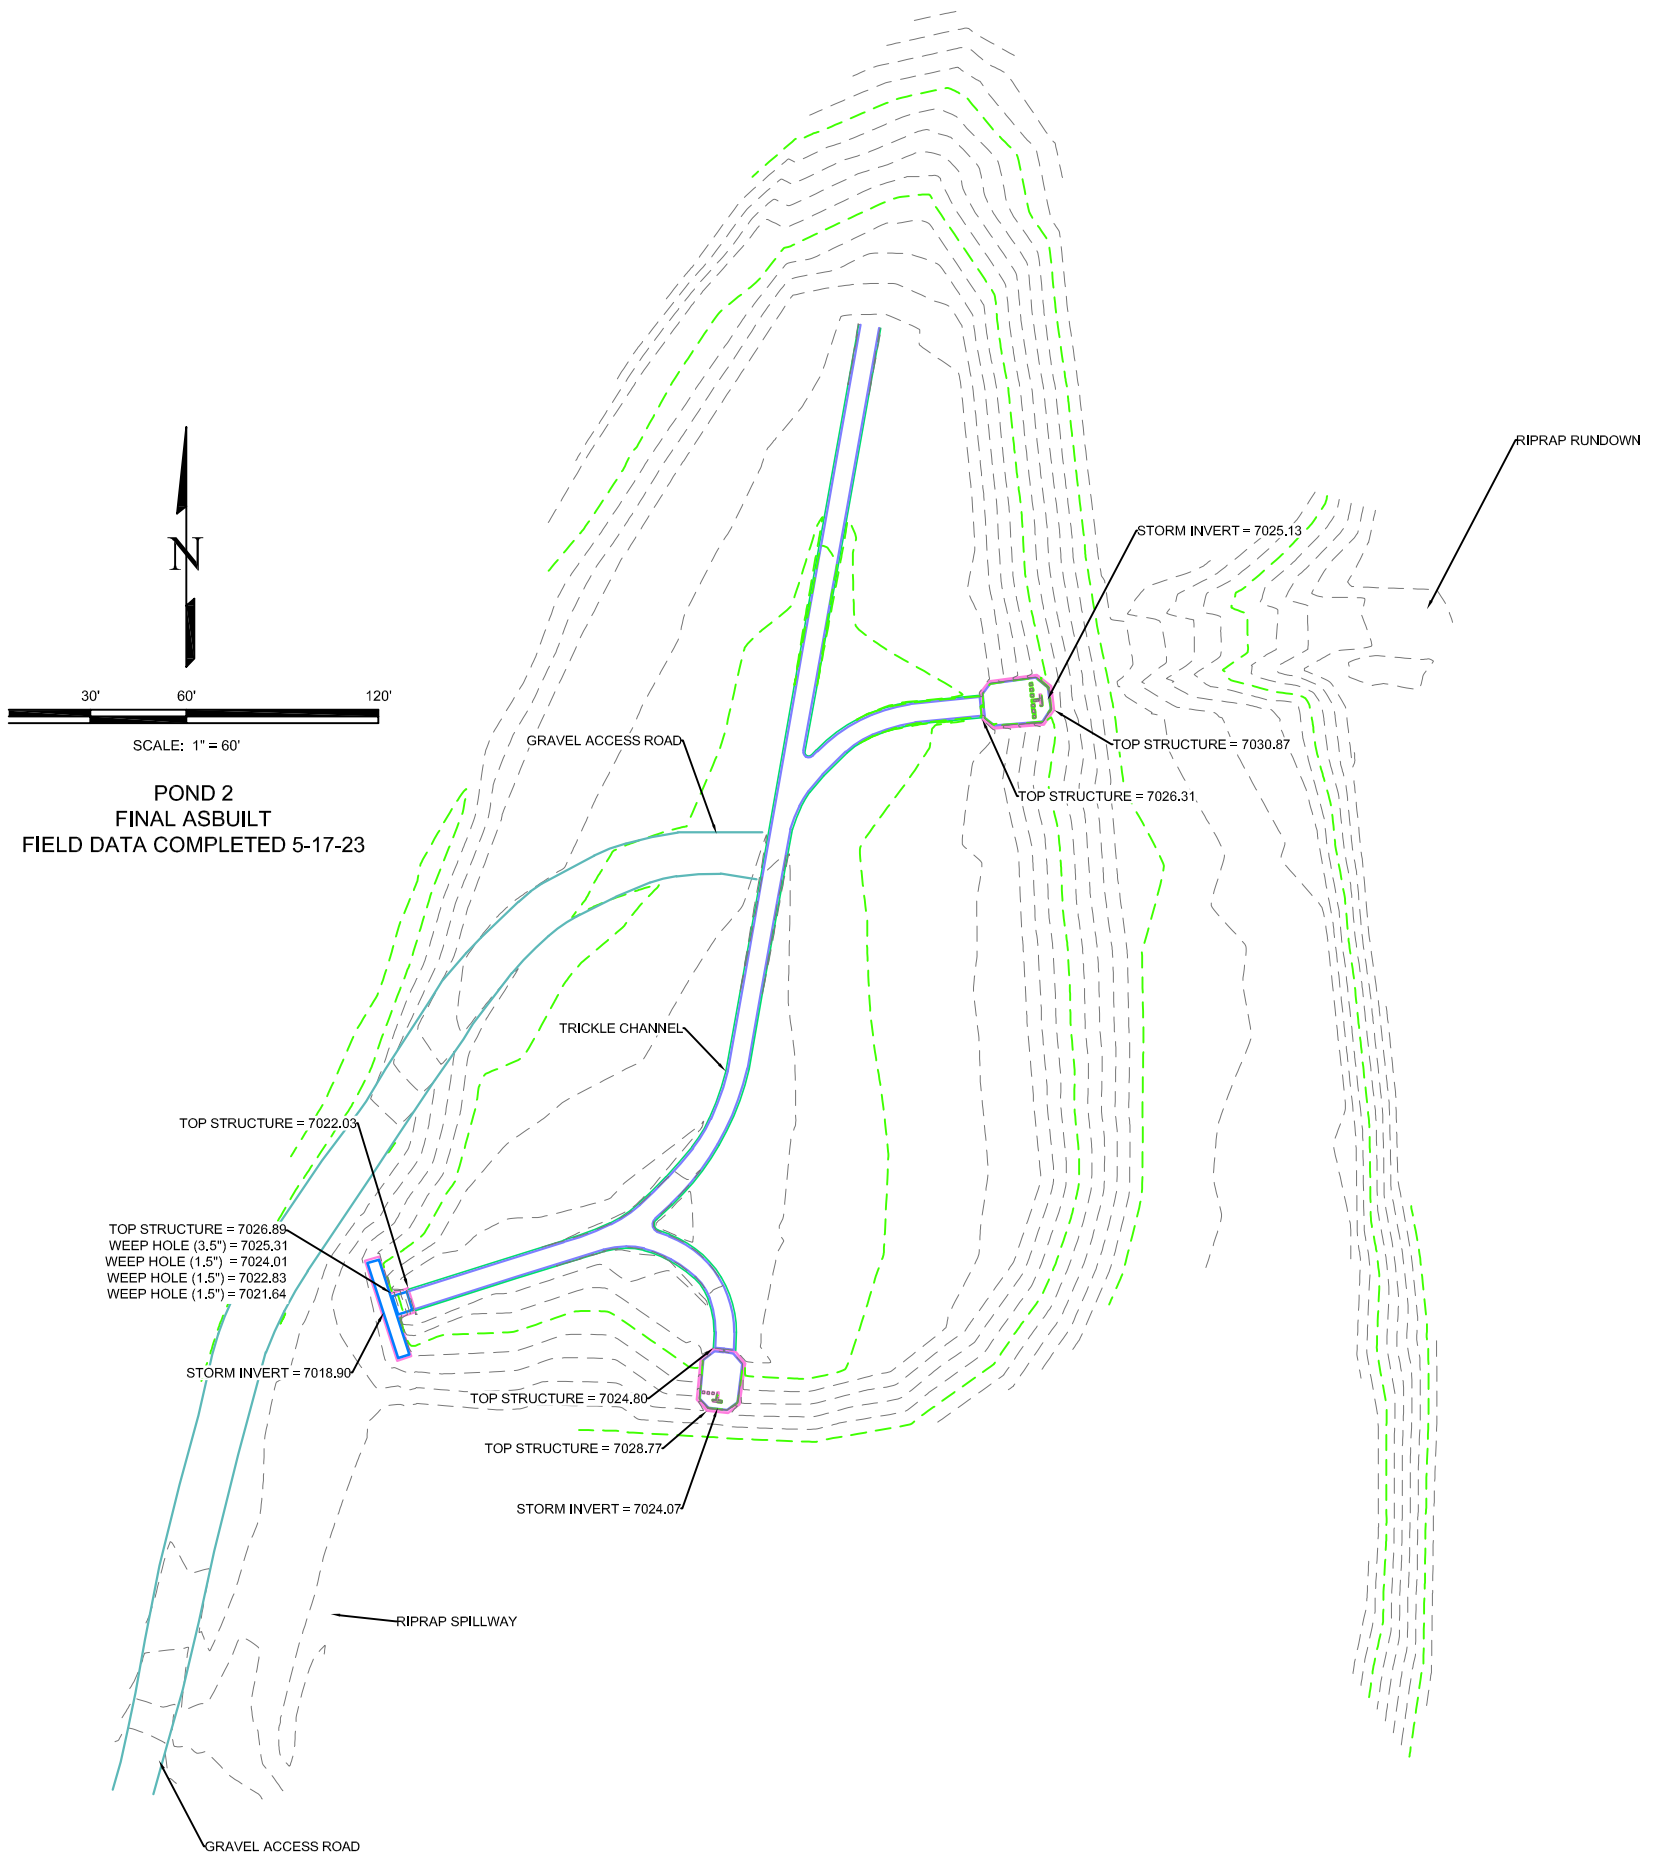 RIPRAP RUNDOWN
STORM INVERT = 7025.13
N
30' 60' 120'
SCALE: 1" = 60'
GRAVEL ACCESS ROAD
TOP STRUCTURE = 7030.87
POND 2
FINAL ASBUILT
FIELD DATA COMPLETED 5-17-23
TOP STRUCTURE = 7026.31
TRICKLE CHANNEL
TOP STRUCTURE = 7022.03
TOP STRUCTURE = 7026.89
WEEP HOLE (3.5") = 7025.31
WEEP HOLE (1.5") = 7024.01
WEEP HOLE (1.5") = 7022.83
WEEP HOLE (1.5") = 7021.64
STORM INVERT = 7018.90
TOP STRUCTURE = 7024.80
TOP STRUCTURE = 7028.77
STORM INVERT = 7024.07
RIPRAP SPILLWAY
GRAVEL ACCESS ROAD